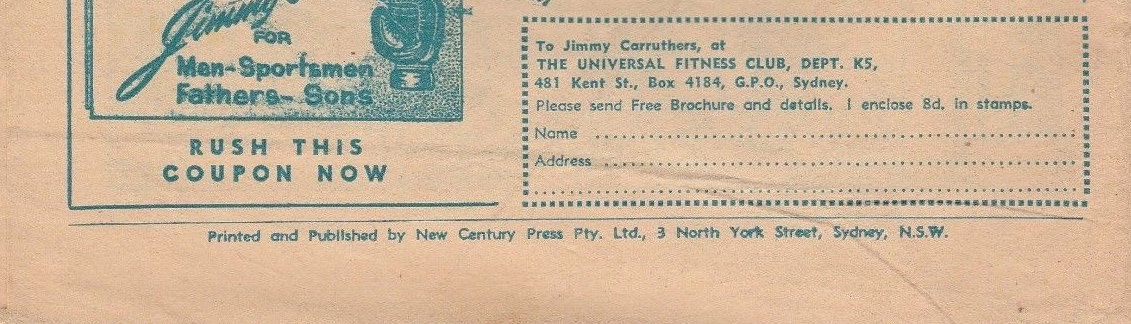 Jimmy
FOR
Men-Sportsmen
Fathers-Sons
RUSH THIS
COUPON NOW
To Jimmy Carruthers, at
THE UNIVERSAL FITNESS CLUB, DEPT. K5,
481 Kent St., Box 4184, G.P.O., Sydney.
Please send Free Brochure and details. I enclose 8d. in stamps.
Name
Address
Printed and Published by New Century Press Pty. Ltd., 3 North York Street, Sydney, N.S.W.